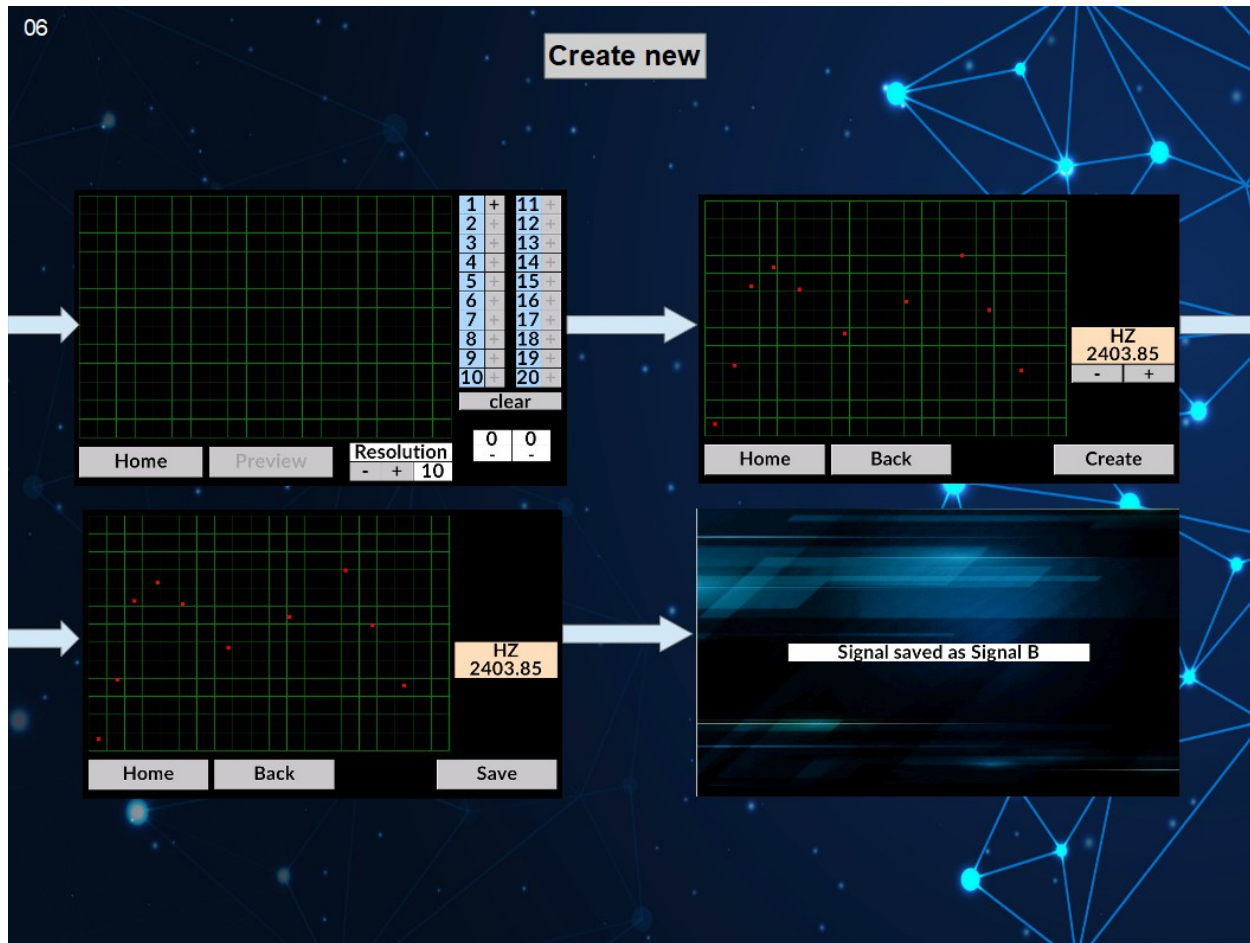 06
Create new
1 + 11 +
2 + 12 +
3 + 13 +
4 + 14 +
5 + 15 +
6 + 16 +
7 + 17 +
8 + 18 +
9 + 19 +
10 + 20 +
clear
0 0
- -
Home Preview
Resolution
- + 10
HZ
2403.85
- +
Home Back Create
HZ
2403.85
Home Back Save
Signal saved as Signal B